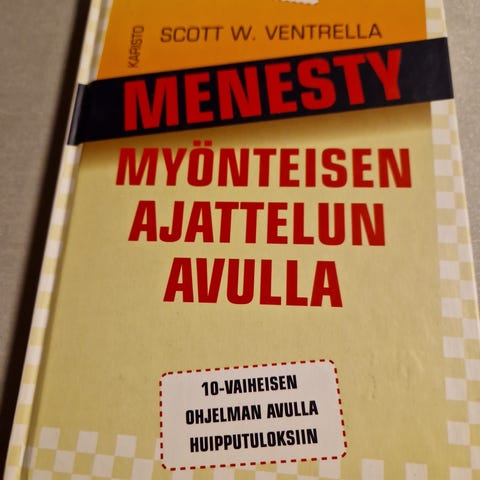 KARISTO
SCOTT W. VENTRELLA
MENESTY
MYÖNTEISEN
AJATTELUN
AVULLA
10-VAIHEISEN
OHJELMAN AVULLA
HUIPPUTULOKSIIN